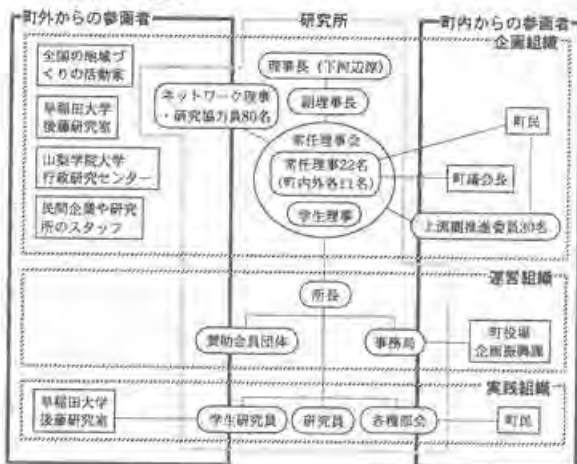 町外からの参画者
研究所
町内からの参画者
企画組織
全国の地域づ
くりの活動家
理事長（下河辺淳）
ネットワーク理事
・研究協力員80名
副理事長
早稲田大学
後藤研究室
常任理事会
町民
山梨学院大学
行政研究センター
常任理事22名
（町内外各11名）
町議会長
民間企業や研究
所のスタッフ
学生理事
上流圏推進委員30名
運営組織
所長
賛助会員団体
事務局
町役場
企画振興課
実践組織
早稲田大学
後藤研究室
学生研究員
研究員
各種部会
町民